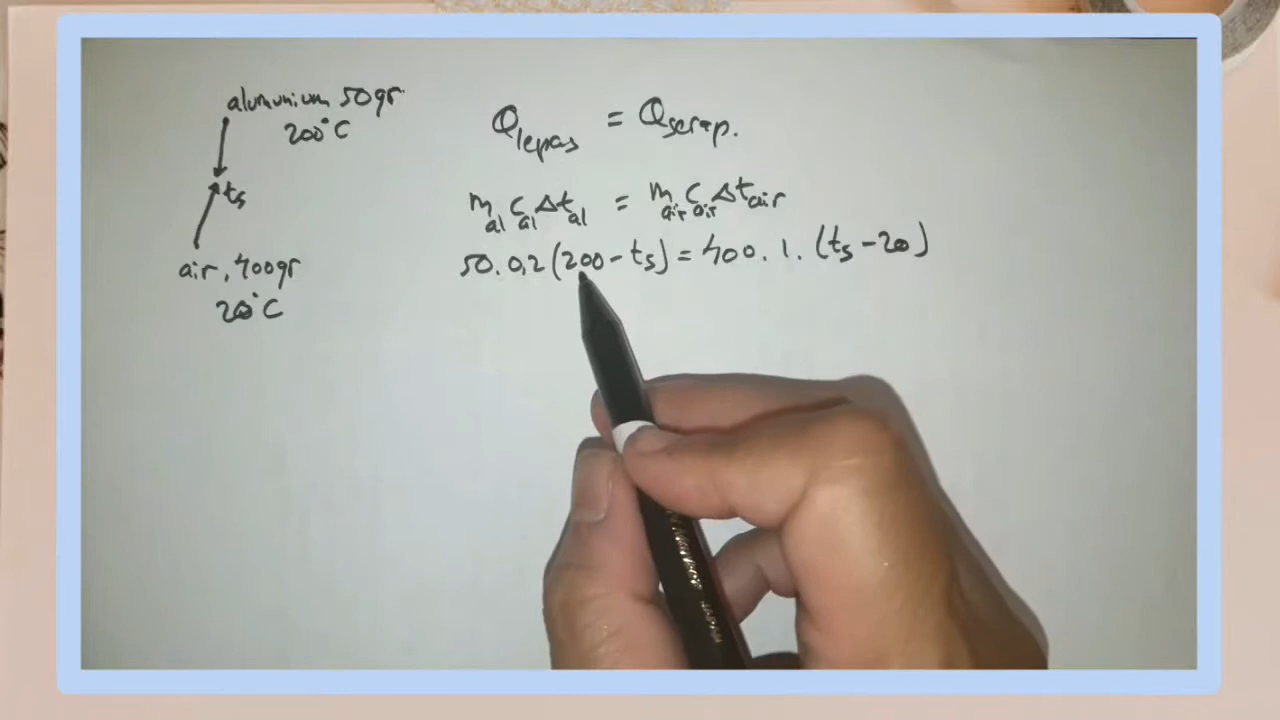 alumunium 50gr
200°C
ts
air, 400gr
20°C
Qlepas = Qserap.
mal cal Δtal = mair cair Δtair
50. 0,2 (200 - ts) = 400. 1. (ts - 20)
JAPAN